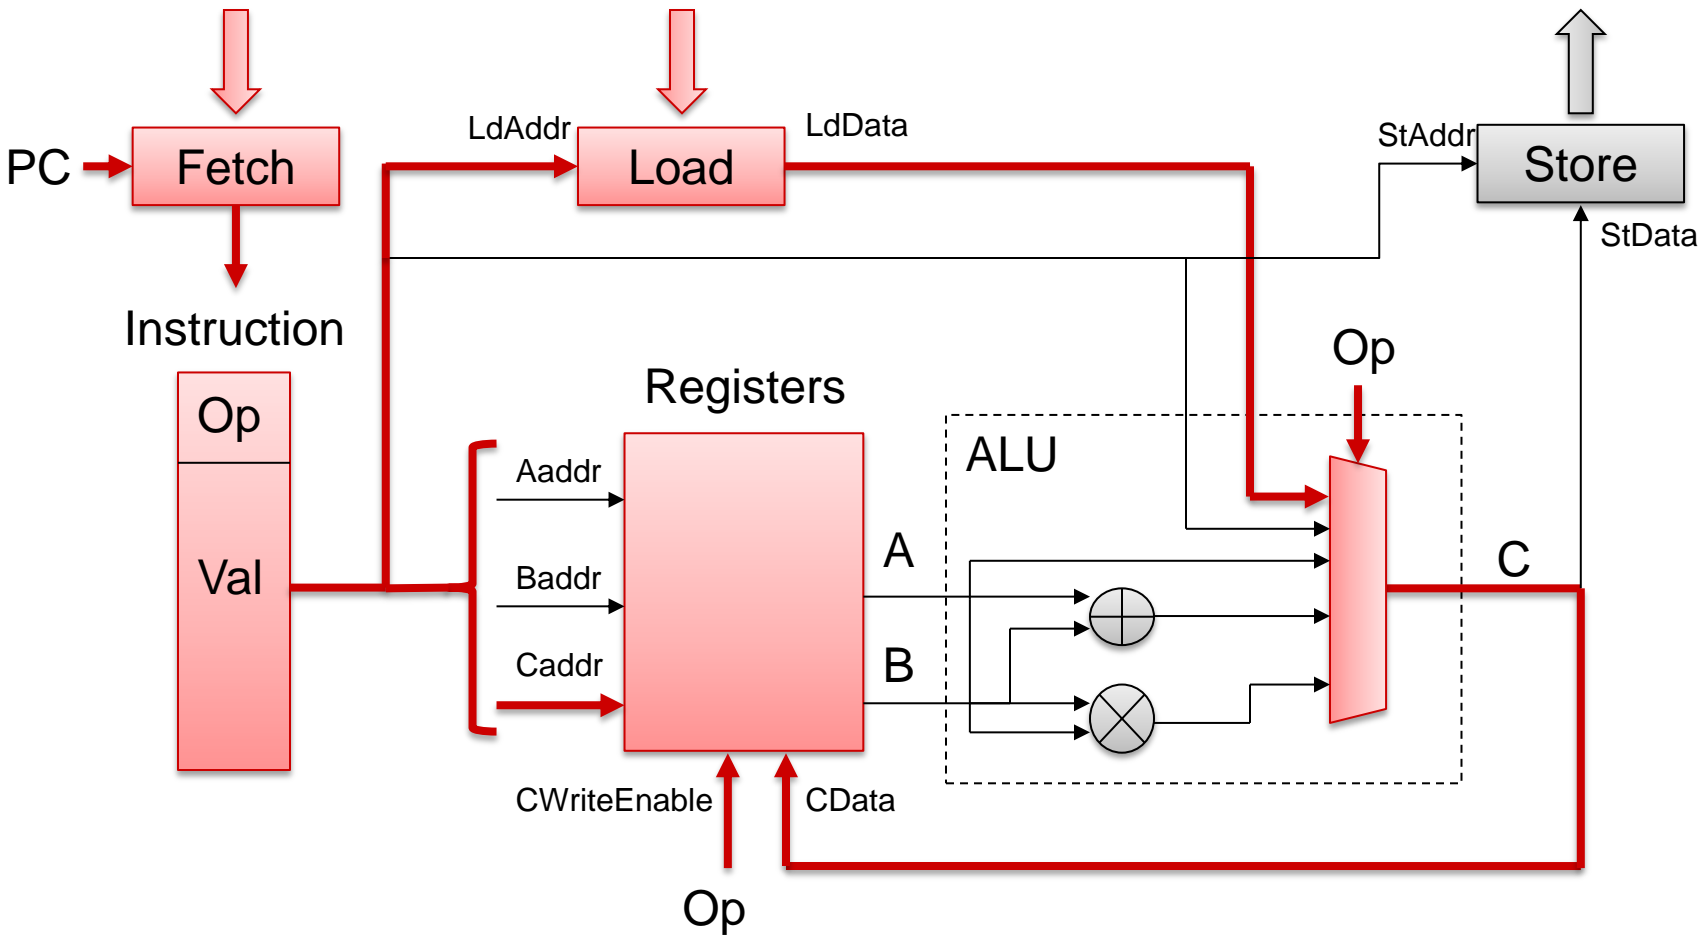 LdAddr
LdData
StAddr
PC
Fetch
Load
Store
StData
Instruction
Op
Registers
Op
ALU
Aaddr
A
C
Val
Baddr
Caddr
B
CWriteEnable
CData
Op